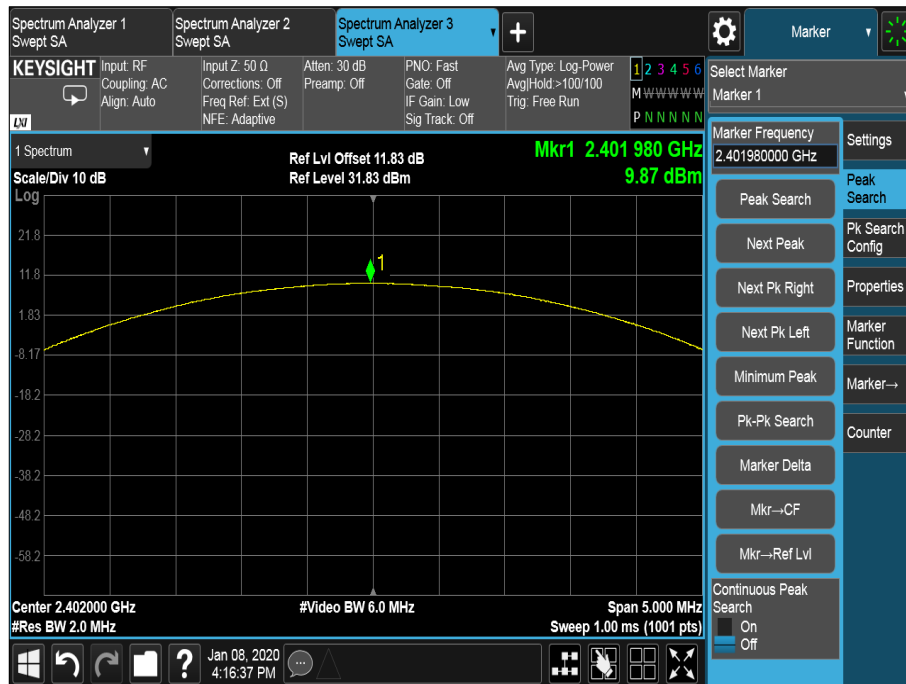 Spectrum Analyzer 1
Swept SA
Spectrum Analyzer 2
Swept SA
Spectrum Analyzer 3
Swept SA
Marker
KEYSIGHT
LXI
Input: RF
Coupling: AC
Align: Auto
Input Z: 50 Ω
Corrections: Off
Freq Ref: Ext (S)
NFE: Adaptive
Atten: 30 dB
Preamp: Off
PNO: Fast
Gate: Off
IF Gain: Low
Sig Track: Off
Avg Type: Log-Power
Avg|Hold:>100/100
Trig: Free Run
1 2 3 4 5 6
M W W W W W
P N N N N N
Select Marker
Marker 1
1 Spectrum
Scale/Div 10 dB
Log
Ref Lvl Offset 11.83 dB
Ref Level 31.83 dBm
Mkr1 2.401 980 GHz
9.87 dBm
21.8
11.8
1.83
-8.17
-18.2
-28.2
-38.2
-48.2
-58.2
1
Center 2.402000 GHz
#Res BW 2.0 MHz
#Video BW 6.0 MHz
Span 5.000 MHz
Sweep 1.00 ms (1001 pts)
Marker Frequency
2.401980000 GHz
Peak Search
Next Peak
Next Pk Right
Next Pk Left
Minimum Peak
Pk-Pk Search
Marker Delta
Mkr→CF
Mkr→Ref Lvl
Continuous Peak
Search
On
Off
Settings
Peak
Search
Pk Search
Config
Properties
Marker
Function
Marker→
Counter
?
Jan 08, 2020
4:16:37 PM